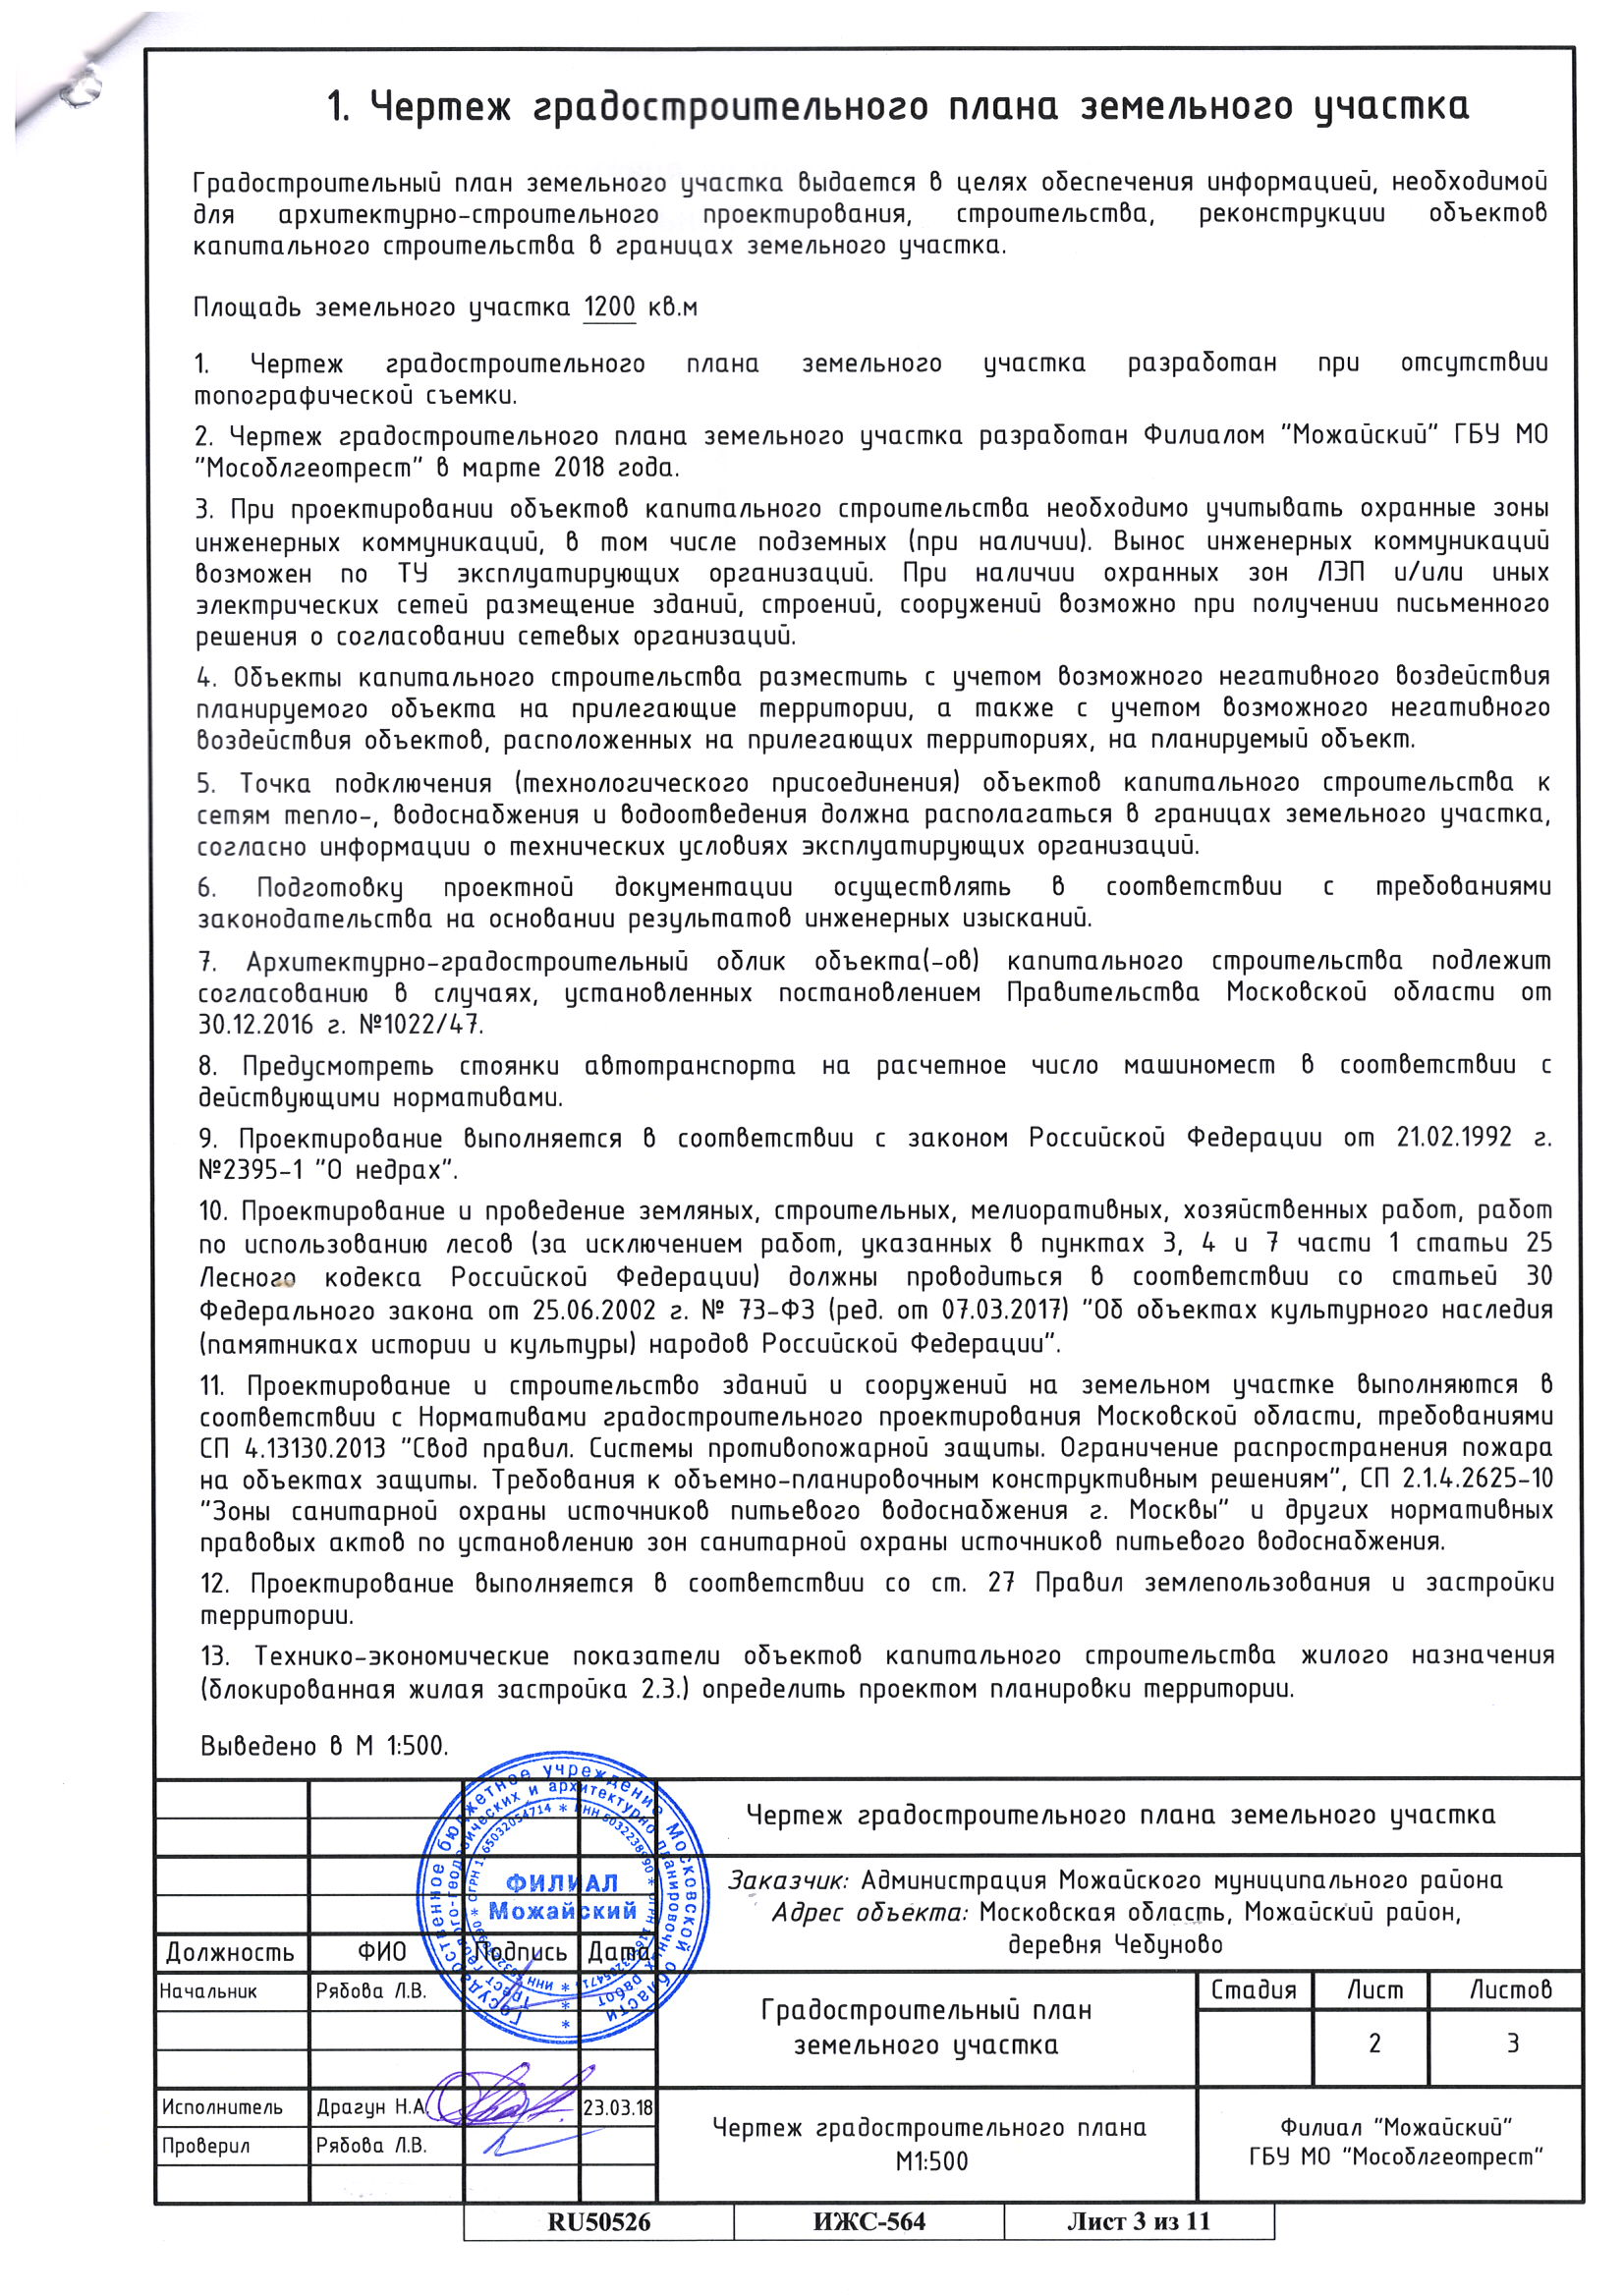 1. Чертеж градостроительного плана земельного участка
Градостроительный план земельного участка выдается в целях обеспечения информацией, необходимой
для архитектурно-строительного проектирования, строительства, реконструкции объектов
капитального строительства в границах земельного участка.
Площадь земельного участка 1200 кв.м
1. Чертеж градостроительного плана земельного участка разработан при отсутствии
топографической съемки.
2. Чертеж градостроительного плана земельного участка разработан Филиалом "Можайский" ГБУ МО
"Мособлгеотрест" в марте 2018 года.
3. При проектировании объектов капитального строительства необходимо учитывать охранные зоны
инженерных коммуникаций, в том числе подземных (при наличии). Вынос инженерных коммуникаций
возможен по ТУ эксплуатирующих организаций. При наличии охранных зон ЛЭП и/или иных
электрических сетей размещение зданий, строений, сооружений возможно при получении письменного
решения о согласовании сетевых организаций.
4. Объекты капитального строительства разместить с учетом возможного негативного воздействия
планируемого объекта на прилегающие территории, а также с учетом возможного негативного
воздействия объектов, расположенных на прилегающих территориях, на планируемый объект.
5. Точка подключения (технологического присоединения) объектов капитального строительства к
сетям тепло-, водоснабжения и водоотведения должна располагаться в границах земельного участка,
согласно информации о технических условиях эксплуатирующих организаций.
6. Подготовку проектной документации осуществлять в соответствии с требованиями
законодательства на основании результатов инженерных изысканий.
7. Архитектурно-градостроительный облик объекта(-ов) капитального строительства подлежит
согласованию в случаях, установленных постановлением Правительства Московской области от
30.12.2016 г. №1022/47.
8. Предусмотреть стоянки автотранспорта на расчетное число машиномест в соответствии с
действующими нормативами.
9. Проектирование выполняется в соответствии с законом Российской Федерации от 21.02.1992 г.
№2395-1 "О недрах".
10. Проектирование и проведение земляных, строительных, мелиоративных, хозяйственных работ, работ
по использованию лесов (за исключением работ, указанных в пунктах 3, 4 и 7 части 1 статьи 25
Лесного кодекса Российской Федерации) должны проводиться в соответствии со статьей 30
Федерального закона от 25.06.2002 г. № 73-ФЗ (ред. от 07.03.2017) "Об объектах культурного наследия
(памятниках истории и культуры) народов Российской Федерации".
11. Проектирование и строительство зданий и сооружений на земельном участке выполняются в
соответствии с Нормативами градостроительного проектирования Московской области, требованиями
СП 4.13130.2013 "Свод правил. Системы противопожарной защиты. Ограничение распространения пожара
на объектах защиты. Требования к объемно-планировочным конструктивным решениям", СП 2.1.4.2625-10
"Зоны санитарной охраны источников питьевого водоснабжения г. Москвы" и других нормативных
правовых актов по установлению зон санитарной охраны источников питьевого водоснабжения.
12. Проектирование выполняется в соответствии со ст. 27 Правил землепользования и застройки
территории.
13. Технико-экономические показатели объектов капитального строительства жилого назначения
(блокированная жилая застройка 2.3.) определить проектом планировки территории.
Выведено в М 1:500.
Государственное бюджетное учреждение Московской области
ФИЛИАЛ
Можайский
Чертеж градостроительного плана земельного участка
Заказчик: Администрация Можайского муниципального района
Адрес объекта: Московская область, Можайский район,
деревня Чебуново
Должность ФИО Подпись Дата
Начальник Рябова Л.В.
Градостроительный план
земельного участка
Стадия Лист Листов
2 3
Исполнитель Драгун Н.А. 23.03.18
Проверил Рябова Л.В.
Чертеж градостроительного плана
М1:500
Филиал "Можайский"
ГБУ МО "Мособлгеотрест"
RU50526 ИЖС-564 Лист 3 из 11